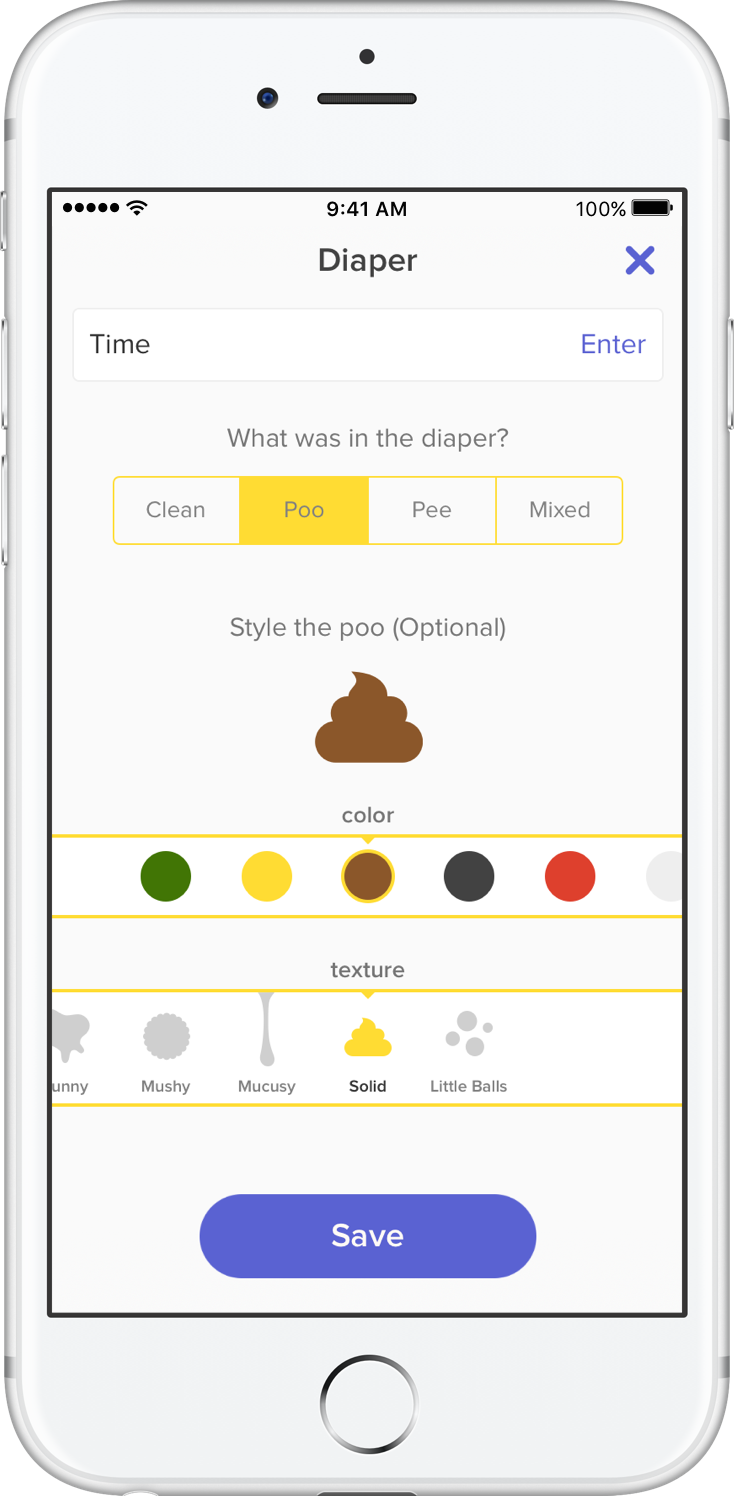 9:41 AM 100%
Diaper
Time Enter
What was in the diaper?
Clean Poo Pee Mixed
Style the poo (Optional)
color
texture
unny Mushy Mucusy Solid Little Balls
Save